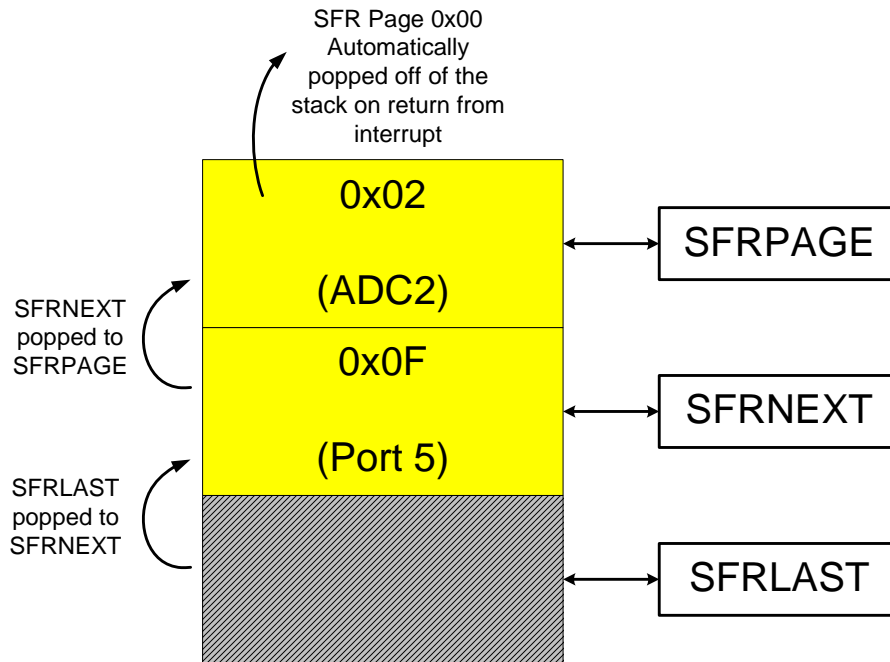 SFR Page 0x00
Automatically
popped off of the
stack on return from
interrupt
0x02
(ADC2)
SFRPAGE
SFRNEXT
popped to
SFRPAGE
0x0F
(Port 5)
SFRNEXT
SFRLAST
popped to
SFRNEXT
SFRLAST